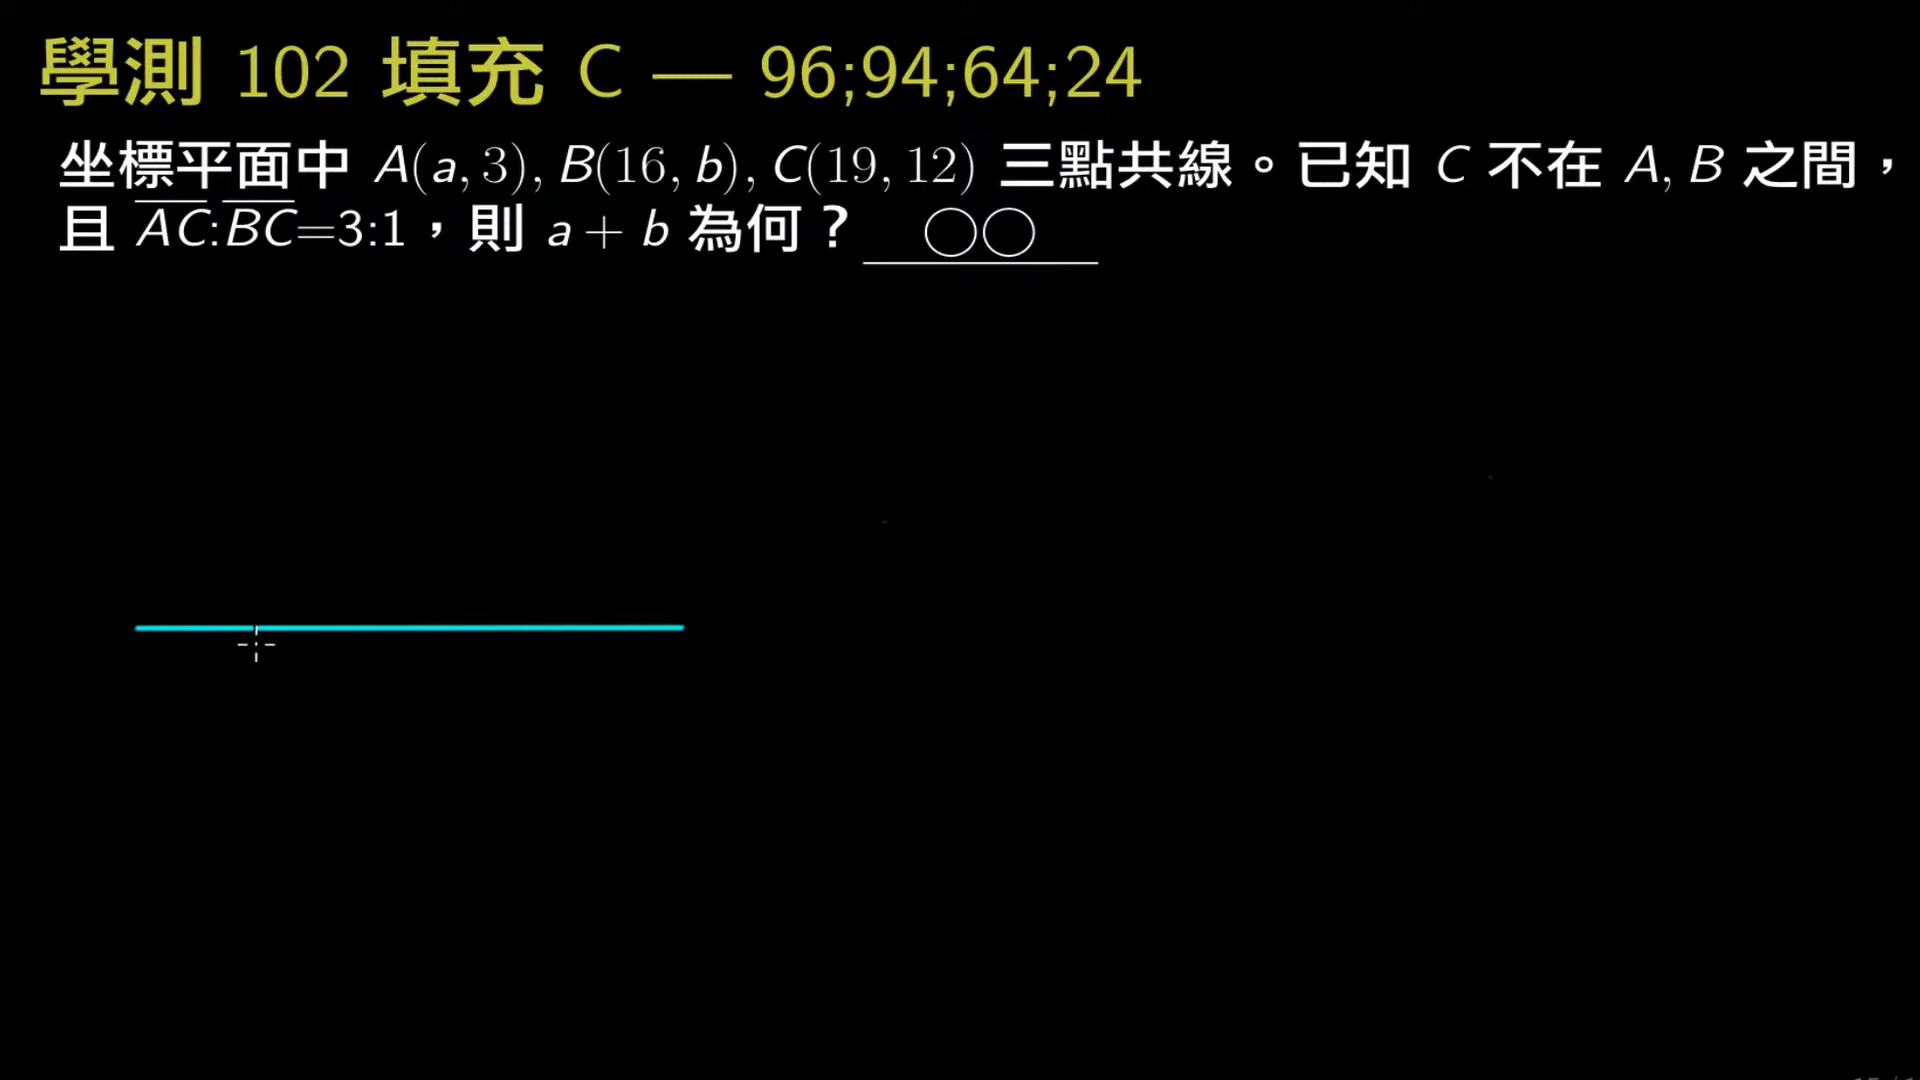 學測 102 填充 C — 96;94;64;24
坐標平面中 A(a, 3), B(16, b), C(19, 12) 三點共線。已知 C 不在 A, B 之間，
且 AC:BC=3:1，則 a + b 為何？ ○○